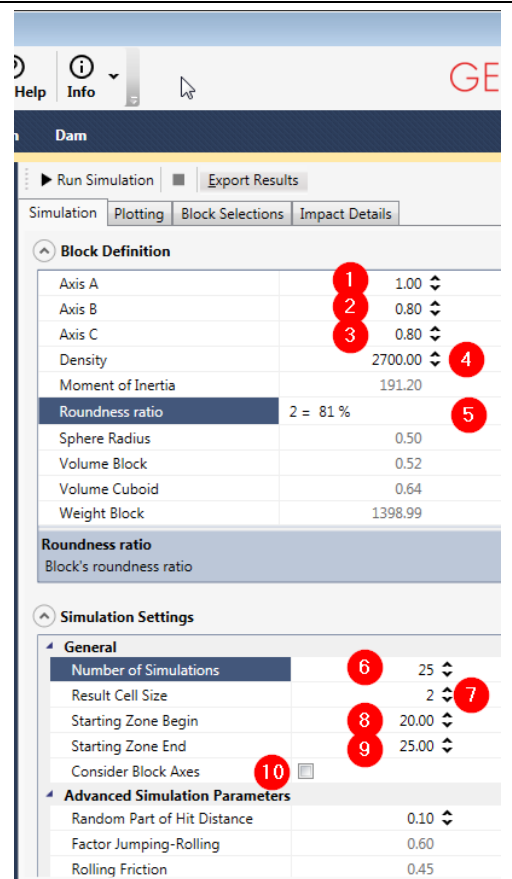 GE
Help Info
Dam
Run Simulation Export Results
Simulation Plotting Block Selections Impact Details
Block Definition
Axis A 1 1.00
Axis B 2 0.80
Axis C 3 0.80
Density 2700.00 4
Moment of Inertia 191.20
Roundness ratio 2 = 81 % 5
Sphere Radius 0.50
Volume Block 0.52
Volume Cuboid 0.64
Weight Block 1398.99
Roundness ratio
Block's roundness ratio
Simulation Settings
General
Number of Simulations 6 25
Result Cell Size 2 7
Starting Zone Begin 8 20.00
Starting Zone End 9 25.00
Consider Block Axes 10
Advanced Simulation Parameters
Random Part of Hit Distance 0.10
Factor Jumping-Rolling 0.60
Rolling Friction 0.45